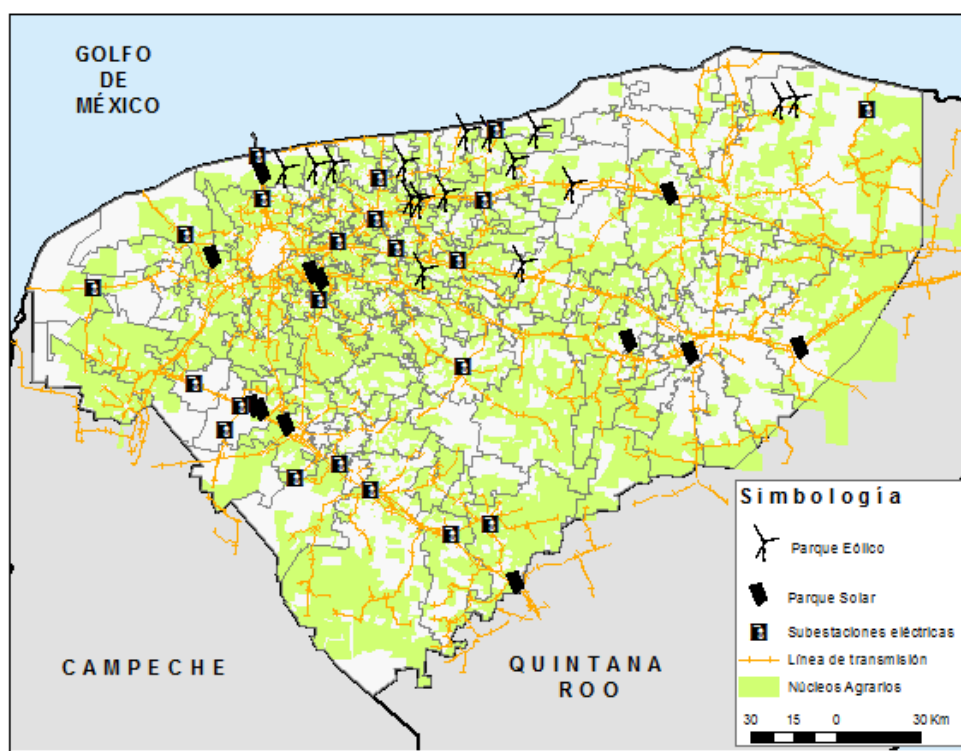 GOLFO
DE
MÉXICO
CAMPECHE
QUINTANA
ROO
Simbología
Parque Eólico
Parque Solar
Subestaciones eléctricas
Línea de transmisión
Núcleos Agrarios
30 15 0 30 Km